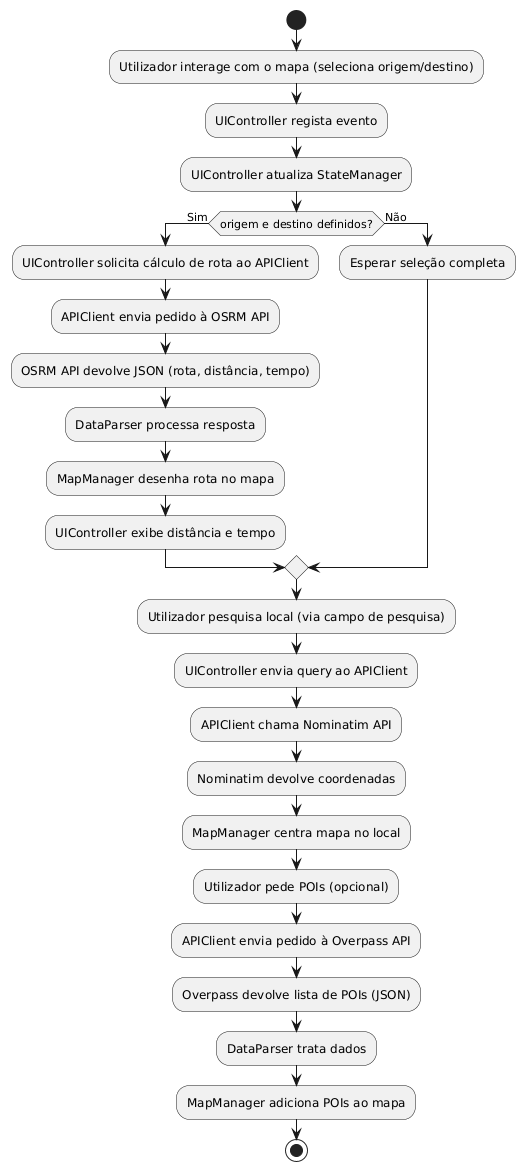 Utilizador interage com o mapa (seleciona origem/destino)
UIController regista evento
UIController atualiza StateManager
origem e destino definidos?
Sim
Não
UIController solicita cálculo de rota ao APIClient
Esperar seleção completa
APIClient envia pedido à OSRM API
OSRM API devolve JSON (rota, distância, tempo)
DataParser processa resposta
MapManager desenha rota no mapa
UIController exibe distância e tempo
Utilizador pesquisa local (via campo de pesquisa)
UIController envia query ao APIClient
APIClient chama Nominatim API
Nominatim devolve coordenadas
MapManager centra mapa no local
Utilizador pede POIs (opcional)
APIClient envia pedido à Overpass API
Overpass devolve lista de POIs (JSON)
DataParser trata dados
MapManager adiciona POIs ao mapa